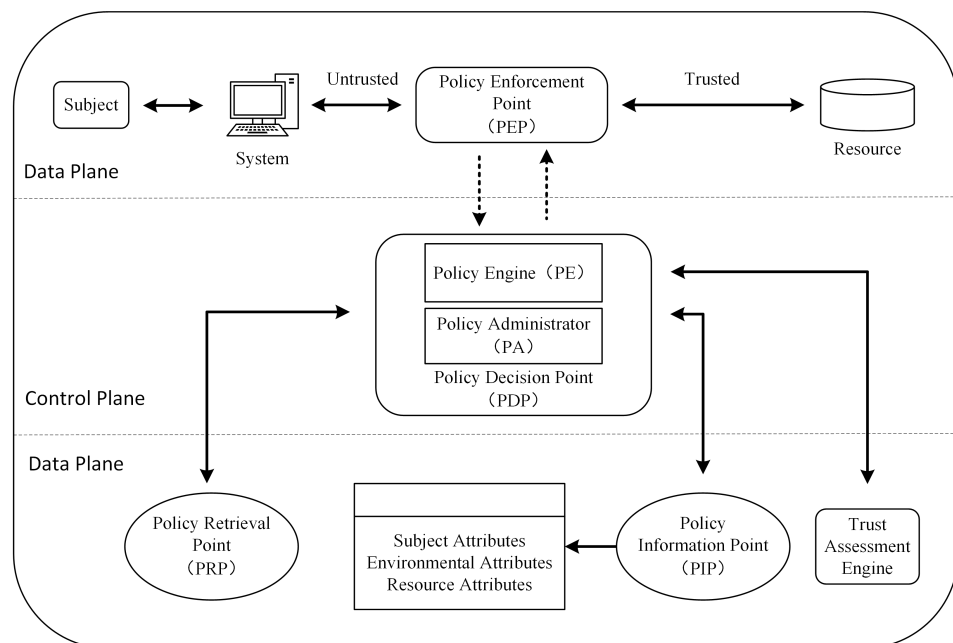 Untrusted
Trusted
Subject
Policy Enforcement
Point
（PEP）
System
Resource
Data Plane
Policy Engine（PE）
Policy Administrator
（PA）
Policy Decision Point
（PDP）
Control Plane
Data Plane
Policy Retrieval
Point
（PRP）
Subject Attributes
Environmental Attributes
Resource Attributes
Policy
Information Point
（PIP）
Trust
Assessment
Engine